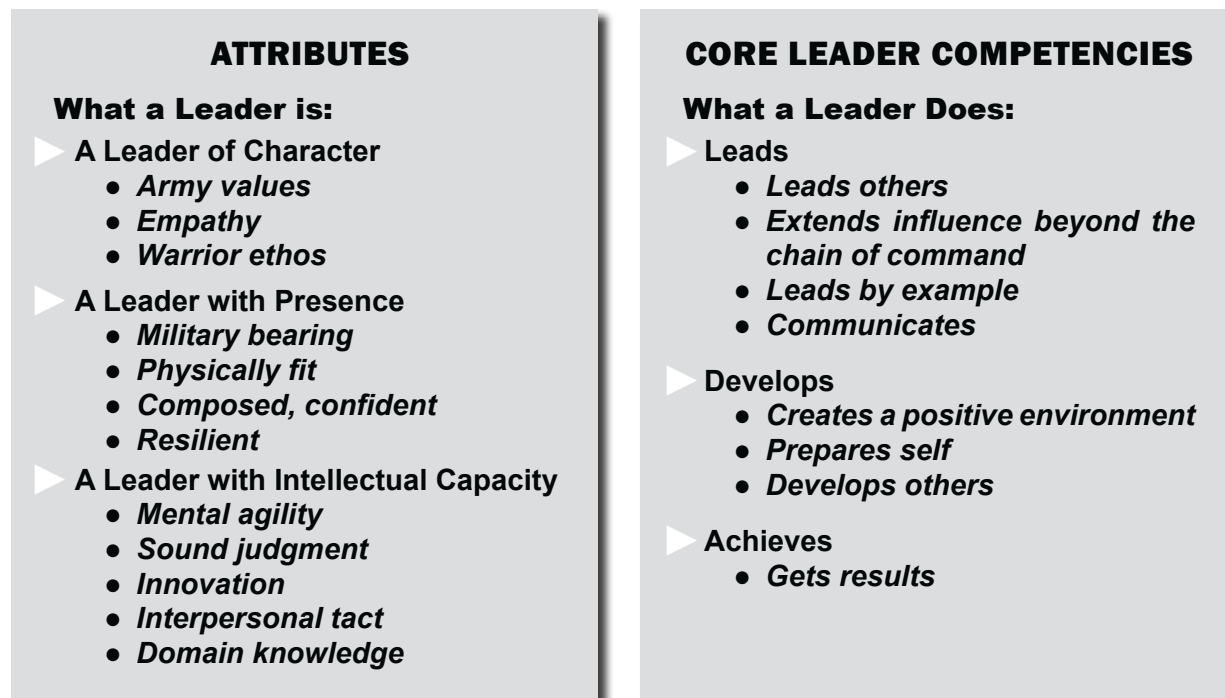 ATTRIBUTES
What a Leader is:
A Leader of Character
● Army values
● Empathy
● Warrior ethos
A Leader with Presence
● Military bearing
● Physically fit
● Composed, confident
● Resilient
A Leader with Intellectual Capacity
● Mental agility
● Sound judgment
● Innovation
● Interpersonal tact
● Domain knowledge
CORE LEADER COMPETENCIES
What a Leader Does:
Leads
● Leads others
● Extends influence beyond the
chain of command
● Leads by example
● Communicates
Develops
● Creates a positive environment
● Prepares self
● Develops others
Achieves
● Gets results